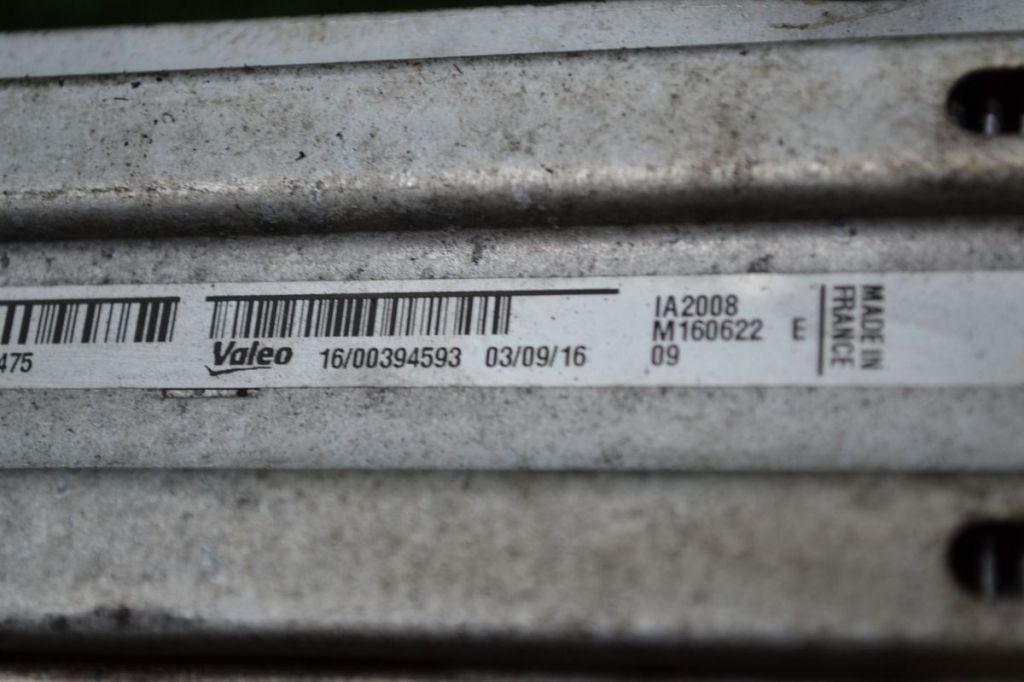 475
Valeo 16/00394593 03/09/16
IA2008
M160622 E
09
MADE IN
FRANCE